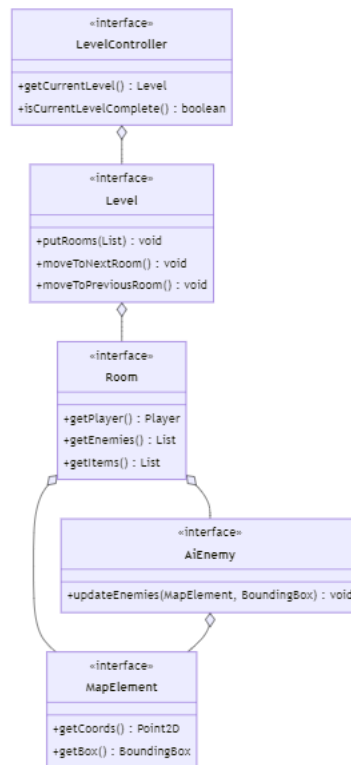 «interface»
LevelController
+getCurrentLevel() : Level
+isCurrentLevelComplete() : boolean
«interface»
Level
+putRooms(List) : void
+moveToNextRoom() : void
+moveToPreviousRoom() : void
«interface»
Room
+getPlayer() : Player
+getEnemies() : List
+getItems() : List
«interface»
AiEnemy
+updateEnemies(MapElement, BoundingBox) : void
«interface»
MapElement
+getCoords() : Point2D
+getBox() : BoundingBox